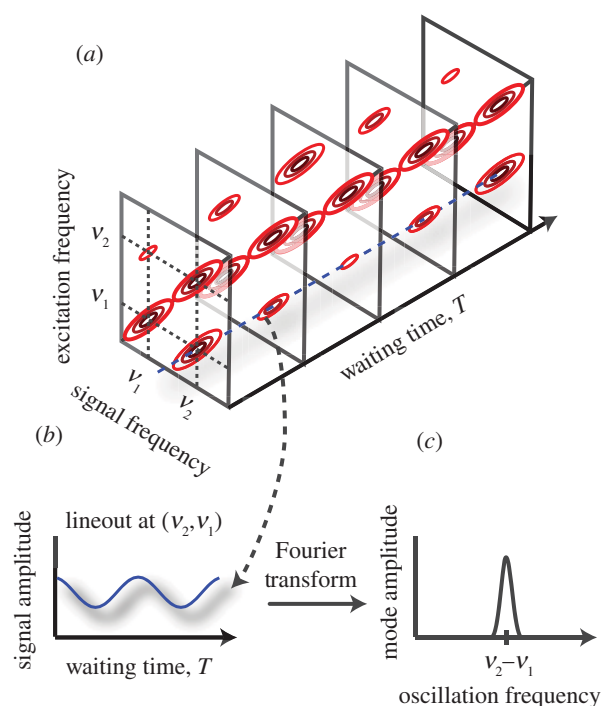 (a)
excitation frequency
ν₂
ν₁
ν₁
ν₂
signal frequency
waiting time, T
(b)
signal amplitude
lineout at (ν₂,ν₁)
waiting time, T
Fourier
transform
(c)
mode amplitude
ν₂–ν₁
oscillation frequency